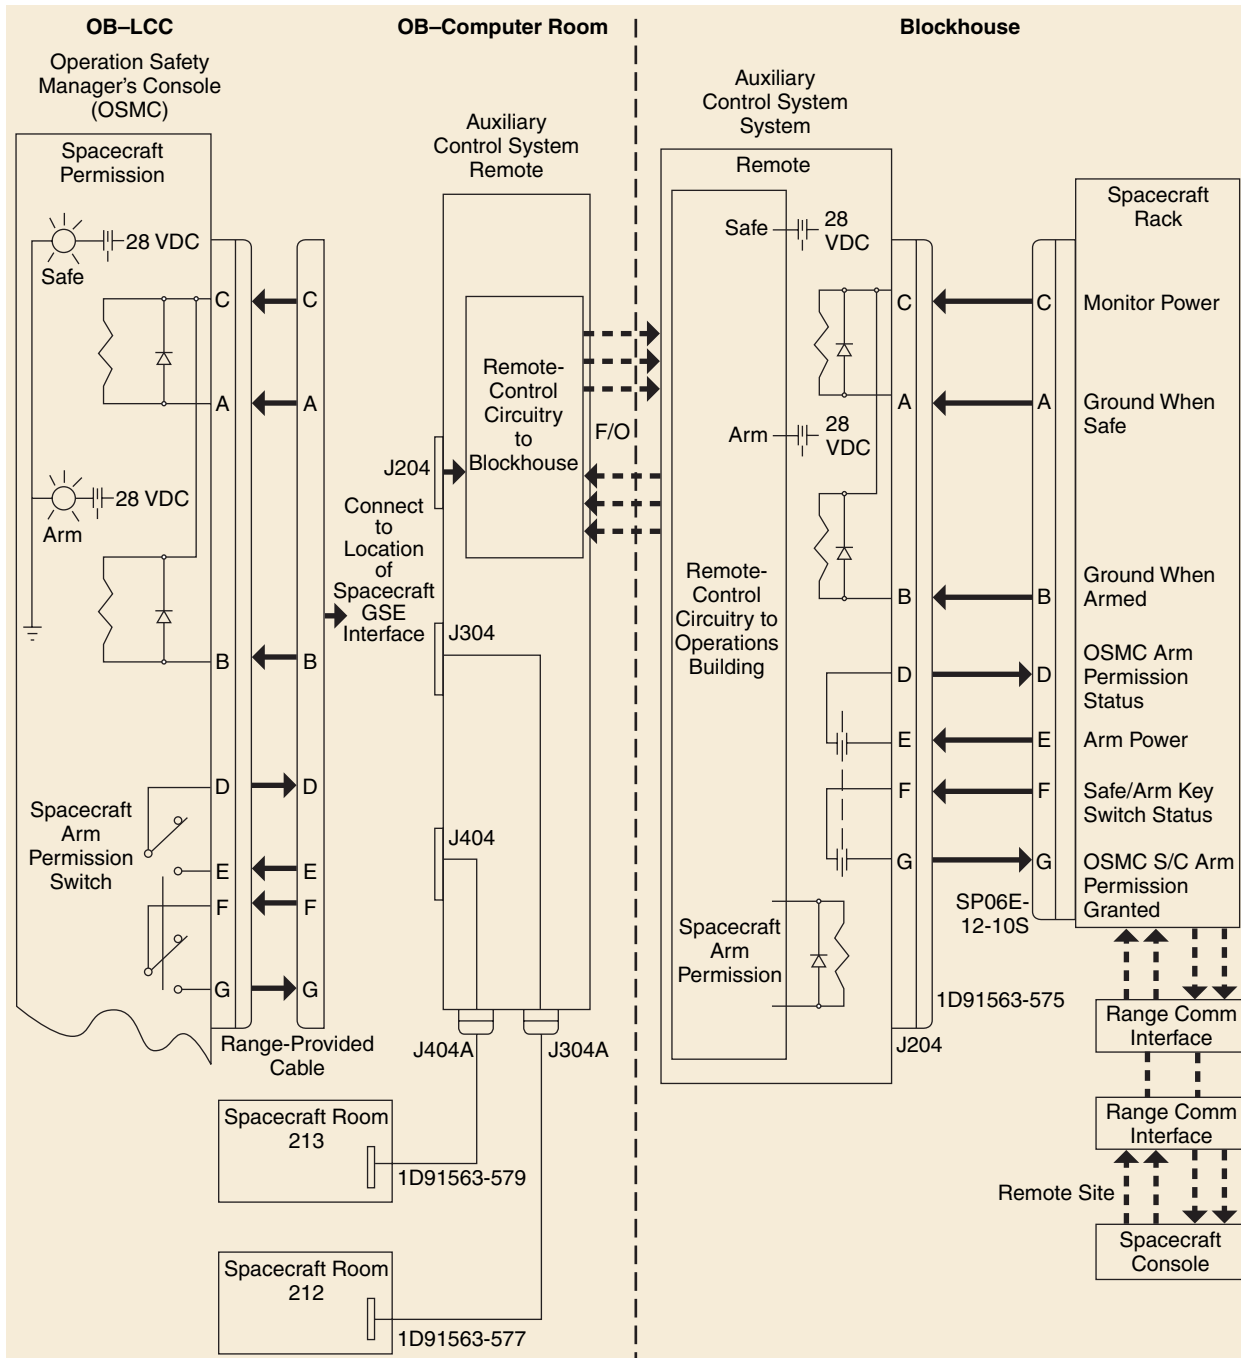 OB–LCC
OB–Computer Room
Blockhouse
Operation Safety
Manager's Console
(OSMC)
Spacecraft
Permission
28 VDC
Safe
C
A
28 VDC
Arm
B
D
Spacecraft
Arm
Permission
Switch
E
F
G
C
A
B
D
E
F
G
Range-Provided
Cable
Connect
to
Location
of
Spacecraft
GSE
Interface
Auxiliary
Control System
Remote
Remote-
Control
Circuitry
to
Blockhouse
J204
J304
J404
J404A
J304A
F/O
Spacecraft Room
213
1D91563-579
Spacecraft Room
212
1D91563-577
Auxiliary
Control System
System
Remote
Safe
28
VDC
Arm
28
VDC
Remote-
Control
Circuitry to
Operations
Building
Spacecraft
Arm
Permission
C
A
B
D
E
F
G
J204
1D91563-575
SP06E-
12-10S
Spacecraft
Rack
C
Monitor Power
A
Ground When
Safe
B
Ground When
Armed
D
OSMC Arm
Permission
Status
E
Arm Power
F
Safe/Arm Key
Switch Status
G
OSMC S/C Arm
Permission
Granted
Range Comm
Interface
Range Comm
Interface
Remote Site
Spacecraft
Console